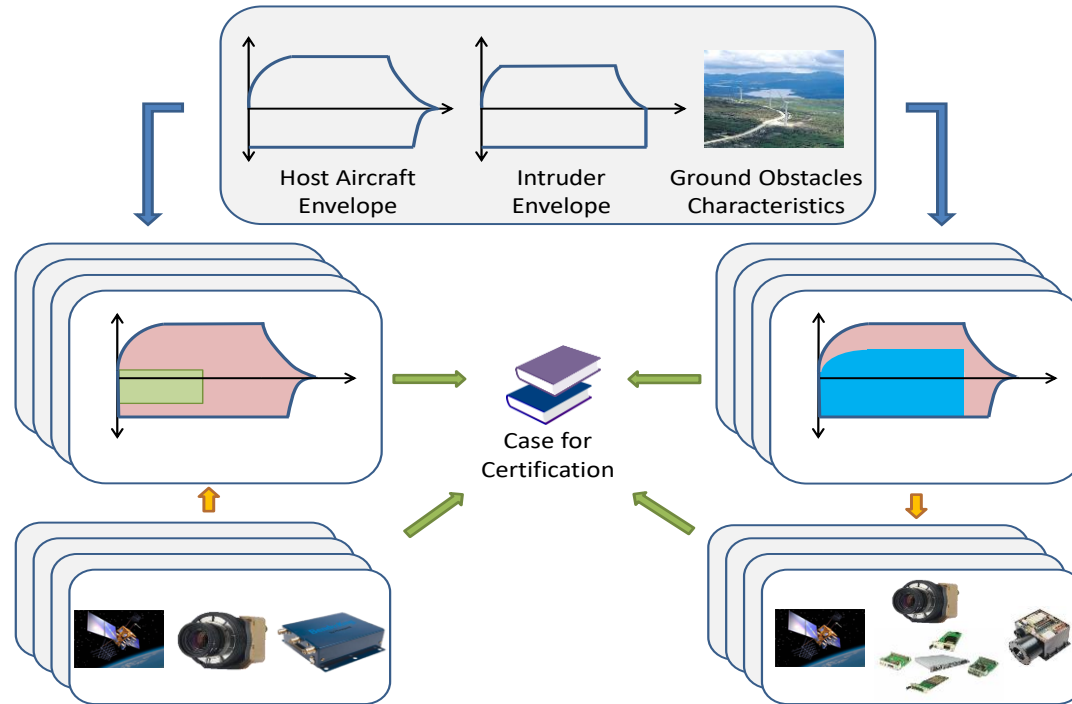 Host Aircraft
Envelope
Intruder
Envelope
Ground Obstacles
Characteristics
Case for
Certification